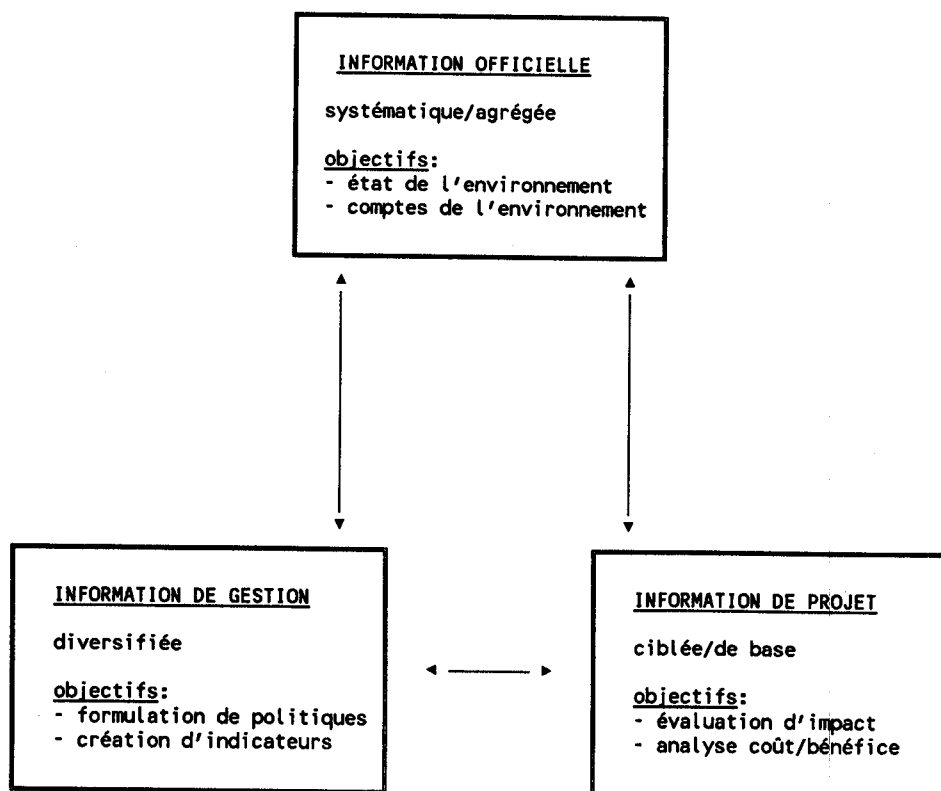 INFORMATION OFFICIELLE
systématique/agrégée
objectifs:
- état de l'environnement
- comptes de l'environnement
INFORMATION DE GESTION
diversifiée
objectifs:
- formulation de politiques
- création d'indicateurs
INFORMATION DE PROJET
ciblée/de base
objectifs:
- évaluation d'impact
- analyse coût/bénéfice